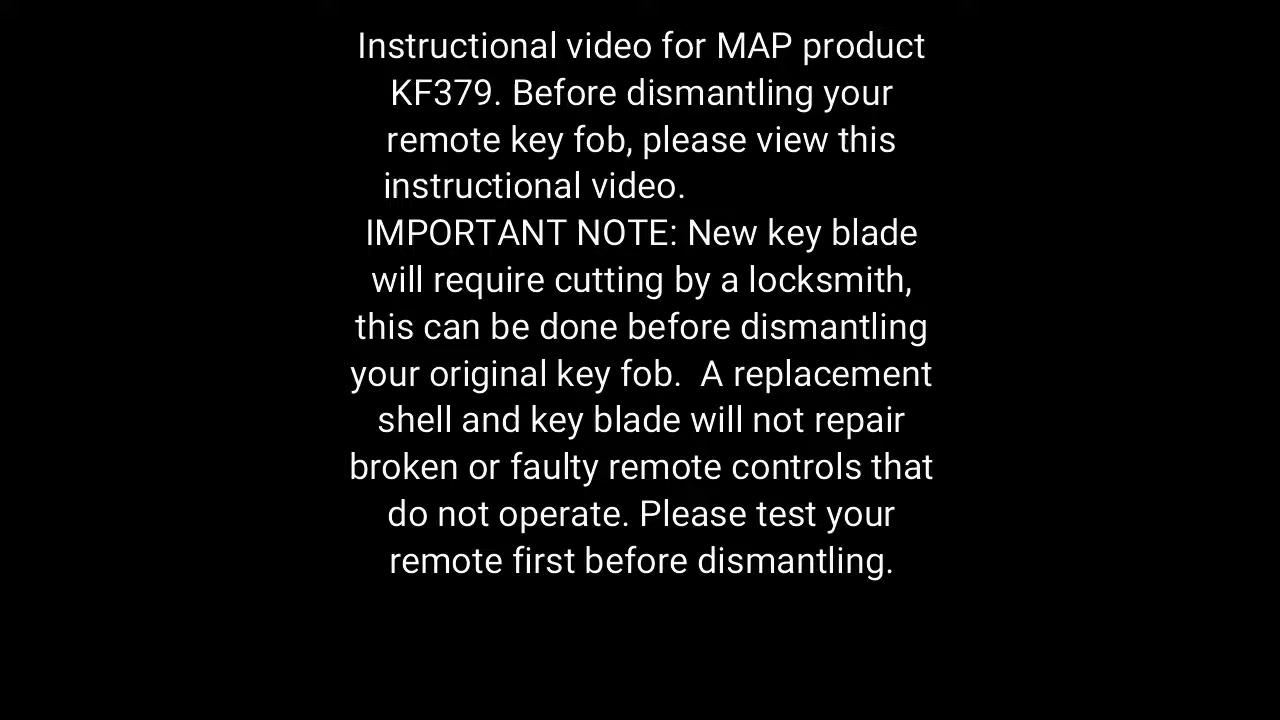 Instructional video for MAP product
KF379. Before dismantling your
remote key fob, please view this
instructional video.
IMPORTANT NOTE: New key blade
will require cutting by a locksmith,
this can be done before dismantling
your original key fob.  A replacement
shell and key blade will not repair
broken or faulty remote controls that
do not operate. Please test your
remote first before dismantling.